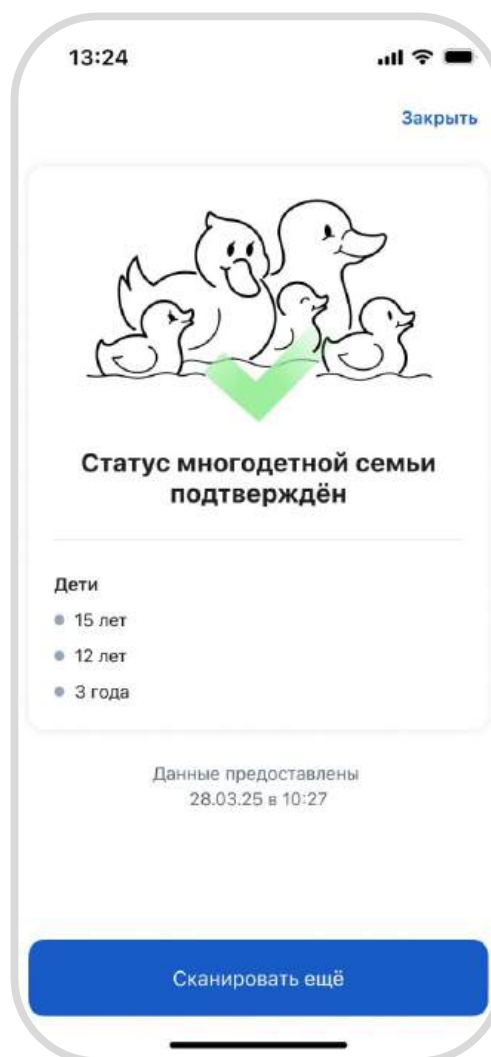 13:24
Закрыть
Статус многодетной семьи
подтверждён
Дети
15 лет
12 лет
3 года
Данные предоставлены
28.03.25 в 10:27
Сканировать ещё